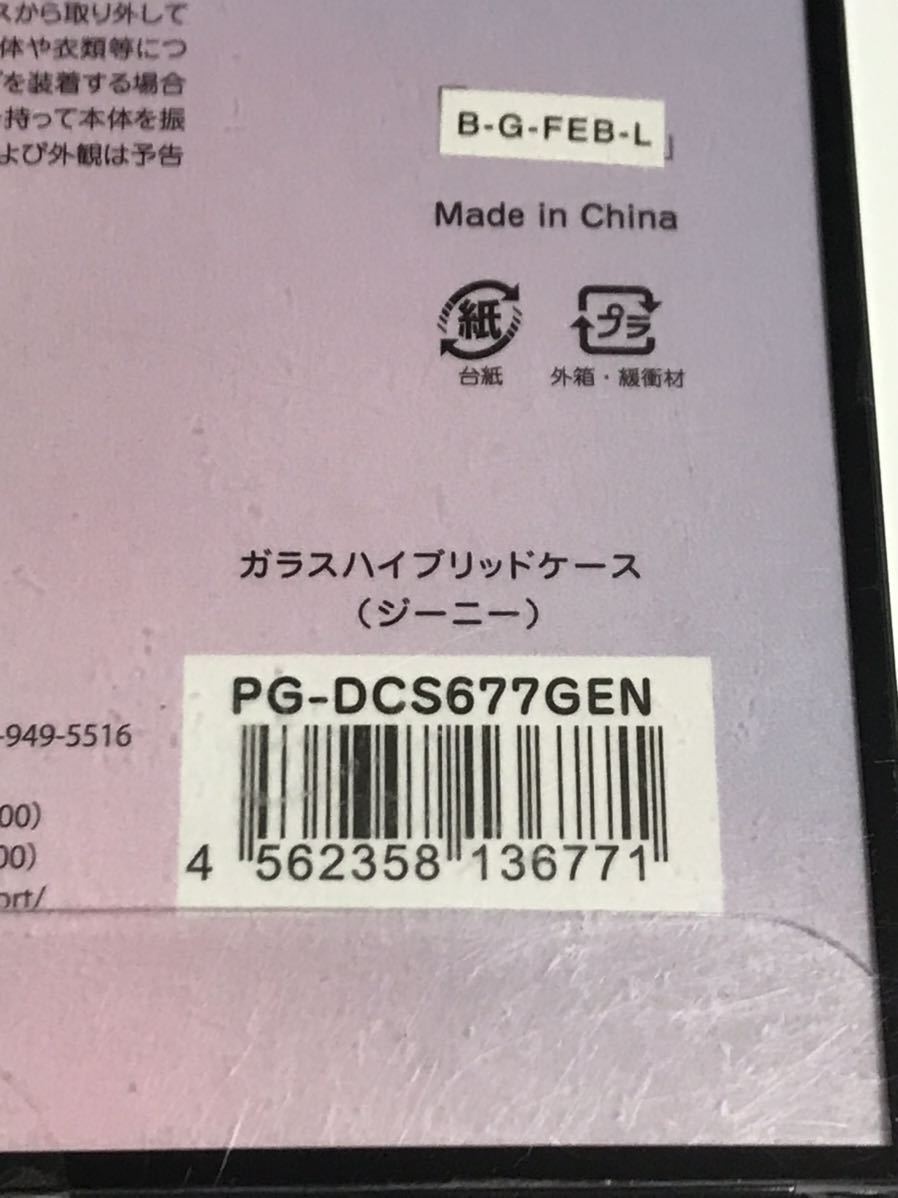 スから取り外して
体や衣類等につ
を装着する場合
持って本体を振
よび外観は予告
B-G-FEB-L
Made in China
紙 プラ
台紙 外箱・緩衝材
ガラスハイブリッドケース
（ジーニー）
PG-DCS677GEN
-949-5516
00）
00）
ort/
4 562358 136771